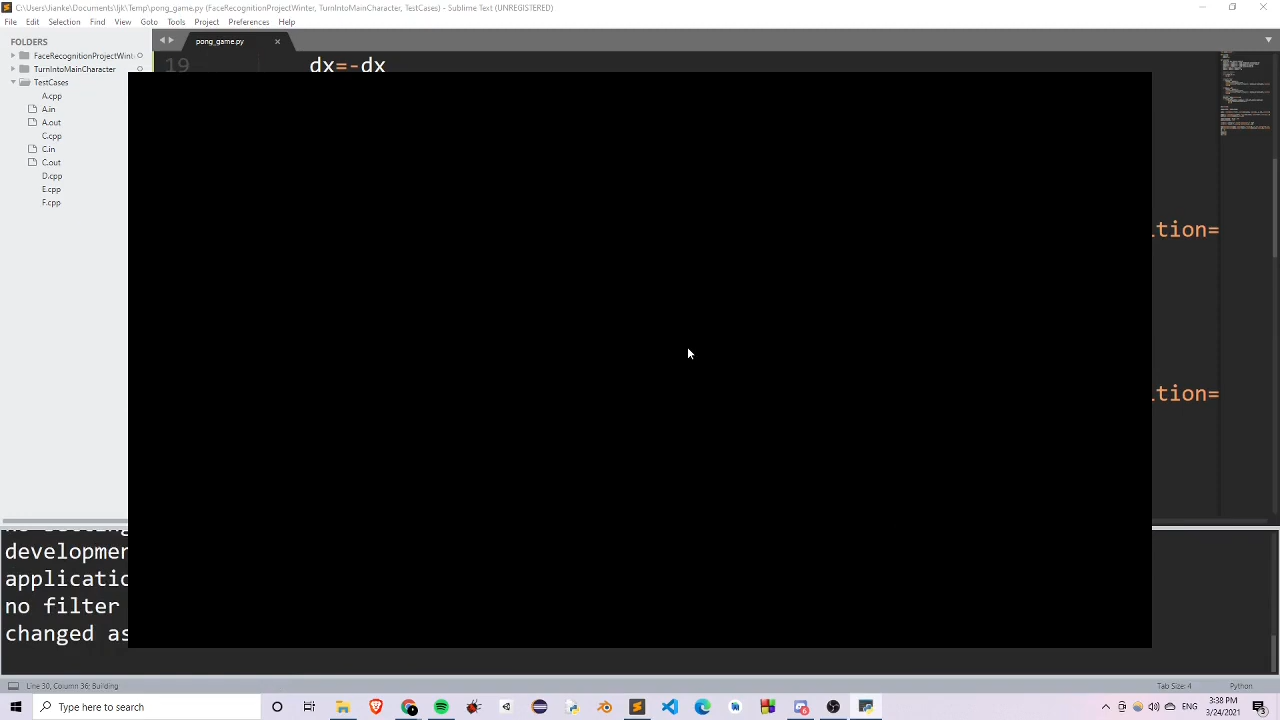 C:\Users\Jianke\Documents\ljk\Temp\pong_game.py (FaceRecognitionProjectWinter, TurnIntoMainCharacter, TestCases) - Sublime Text (UNREGISTERED)
File Edit Selection Find View Goto Tools Project Preferences Help
FOLDERS
FaceRecognitionProjectWint
TurnIntoMainCharacter
TestCases
A.cpp
A.in
A.out
C.cpp
C.in
C.out
D.cpp
E.cpp
F.cpp
pong_game.py
19 dx=-dx
ition=
ition=
developmen
applicatio
no filter
changed as
Line 30, Column 36; Building
Tab Size: 4
Python
Type here to search
ENG
3:38 PM
3/24/2021